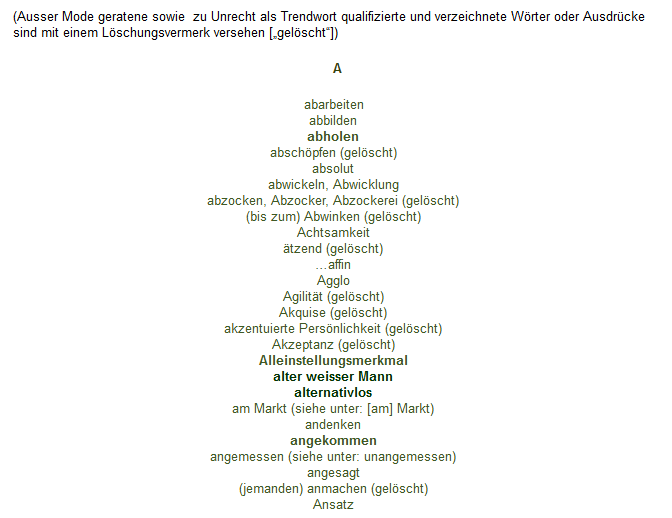 (Ausser Mode geratene sowie zu Unrecht als Trendwort qualifizierte und verzeichnete Wörter oder Ausdrücke
sind mit einem Löschungsvermerk versehen [„gelöscht“])
A
abarbeiten
abbilden
abholen
abschöpfen (gelöscht)
absolut
abwickeln, Abwicklung
abzocken, Abzocker, Abzockerei (gelöscht)
(bis zum) Abwinken (gelöscht)
Achtsamkeit
ätzend (gelöscht)
…affin
Agglo
Agilität (gelöscht)
Akquise (gelöscht)
akzentuierte Persönlichkeit (gelöscht)
Akzeptanz (gelöscht)
Alleinstellungsmerkmal
alter weisser Mann
alternativlos
am Markt (siehe unter: [am] Markt)
andenken
angekommen
angemessen (siehe unter: unangemessen)
angesagt
(jemanden) anmachen (gelöscht)
Ansatz